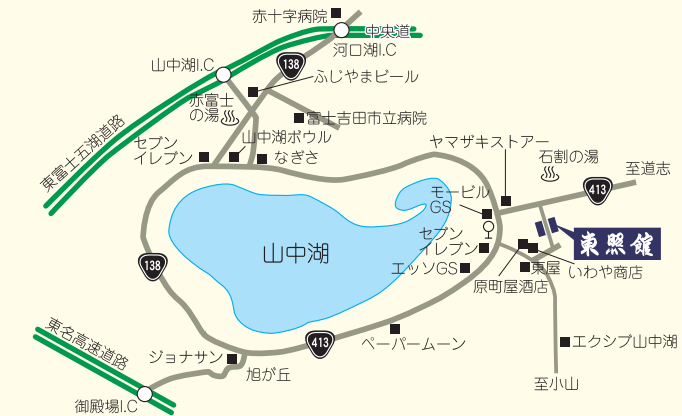 赤十字病院
中央道
河口湖I.C
山中湖I.C
138
ふじやまビール
赤富士
の湯
富士吉田市立病院
東富士五湖道路
山中湖ボウル
セブン
イレブン
なぎさ
ヤマザキストアー
石割の湯
至道志
413
モービル
GS
セブン
イレブン
東照館
山中湖
エッソGS
東屋
いわや商店
原町屋酒店
138
413
ペーパームーン
エクシブ山中湖
東名高速道路
ジョナサン
旭が丘
至小山
御殿場I.C